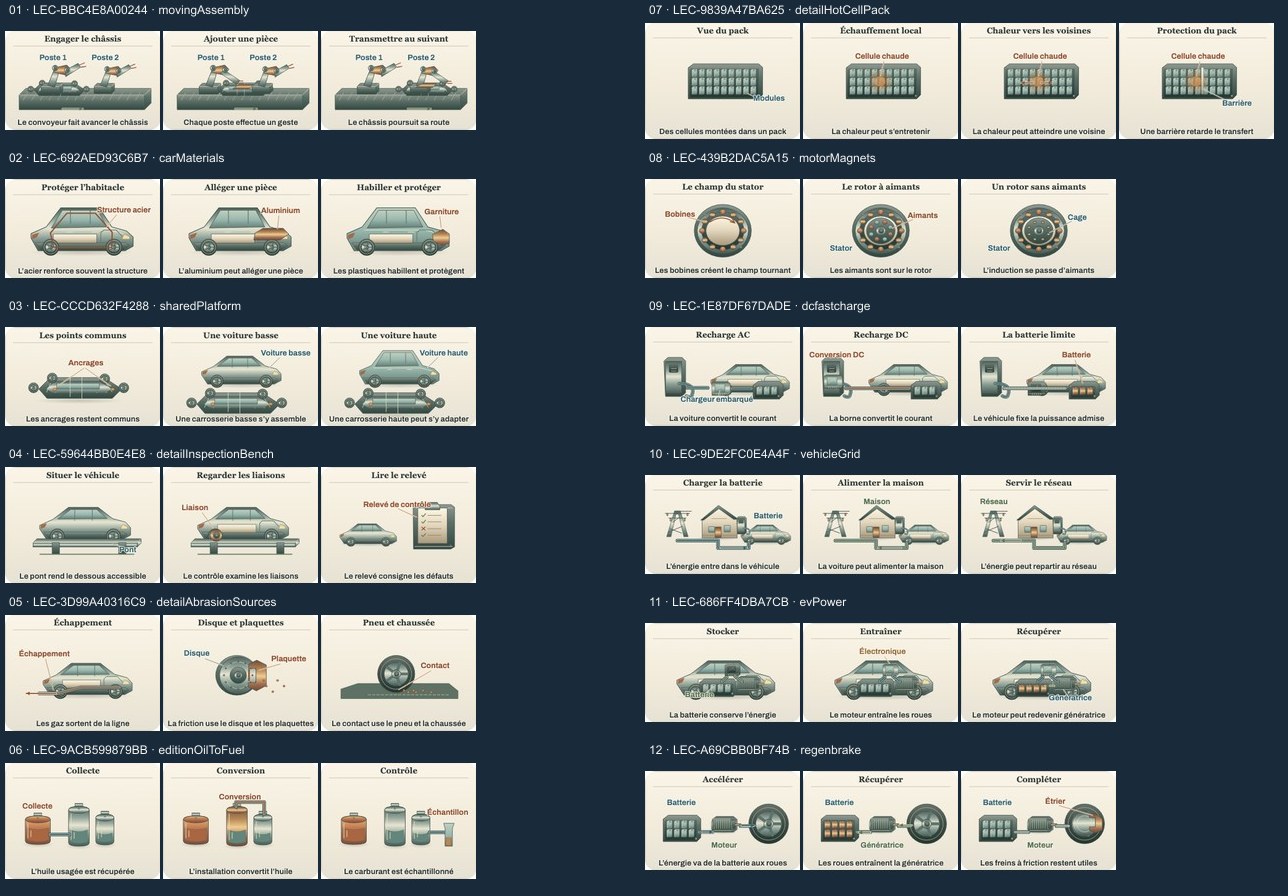 01 · LEC-BBC4E8A00244 · movingAssembly
Engager le châssis
Poste 1 Poste 2
Le convoyeur fait avancer le châssis
Ajouter une pièce
Poste 1 Poste 2
Chaque poste effectue un geste
Transmettre au suivant
Poste 1 Poste 2
Le châssis poursuit sa route
02 · LEC-692AED93C6B7 · carMaterials
Protéger l'habitacle
Structure acier
L'acier renforce souvent la structure
Alléger une pièce
Aluminium
L'aluminium peut alléger une pièce
Habiller et protéger
Garniture
Les plastiques habillent et protègent
03 · LEC-CCCD632F4288 · sharedPlatform
Les points communs
Ancrages
Les ancrages restent communs
Une voiture basse
Voiture basse
Une carrosserie basse s'y assemble
Une voiture haute
Voiture haute
Une carrosserie haute peut s'y adapter
04 · LEC-59644BB0E4E8 · detailInspectionBench
Situer le véhicule
Pont
Le pont rend le dessous accessible
Regarder les liaisons
Liaison
Le contrôle examine les liaisons
Lire le relevé
Relevé de contrôle
Le relevé consigne les défauts
05 · LEC-3D99A40316C9 · detailAbrasionSources
Échappement
Échappement
Les gaz sortent de la ligne
Disque et plaquettes
Disque
Plaquette
La friction use le disque et les plaquettes
Pneu et chaussée
Contact
Le contact use le pneu et la chaussée
06 · LEC-9ACB599879BB · editionOilToFuel
Collecte
Collecte
L'huile usagée est récupérée
Conversion
Conversion
L'installation convertit l'huile
Contrôle
Échantillon
Le carburant est échantillonné
07 · LEC-9839A47BA625 · detailHotCellPack
Vue du pack
Modules
Des cellules montées dans un pack
Échauffement local
Cellule chaude
La chaleur peut s'entretenir
Chaleur vers les voisines
Cellule chaude
La chaleur peut atteindre une voisine
Protection du pack
Cellule chaude
Barrière
Une barrière retarde le transfert
08 · LEC-439B2DAC5A15 · motorMagnets
Le champ du stator
Bobines
Les bobines créent le champ tournant
Le rotor à aimants
Aimants
Stator
Les aimants sont sur le rotor
Un rotor sans aimants
Cage
Stator
L'induction se passe d'aimants
09 · LEC-1E87DF67DADE · dcfastcharge
Recharge AC
Chargeur embarqué
La voiture convertit le courant
Recharge DC
Conversion DC
La borne convertit le courant
La batterie limite
Batterie
Le véhicule fixe la puissance admise
10 · LEC-9DE2FC0E4A4F · vehicleGrid
Charger la batterie
Batterie
L'énergie entre dans le véhicule
Alimenter la maison
Maison
La voiture peut alimenter la maison
Servir le réseau
Réseau
L'énergie peut repartir au réseau
11 · LEC-686FF4DBA7CB · evPower
Stocker
Batterie
La batterie conserve l'énergie
Entraîner
Électronique
Le moteur entraîne les roues
Récupérer
Génératrice
Le moteur peut redevenir génératrice
12 · LEC-A69CBB0BF74B · regenbrake
Accélérer
Batterie
Moteur
L'énergie va de la batterie aux roues
Récupérer
Batterie
Génératrice
Les roues entraînent la génératrice
Compléter
Batterie
Étrier
Moteur
Les freins à friction restent utiles